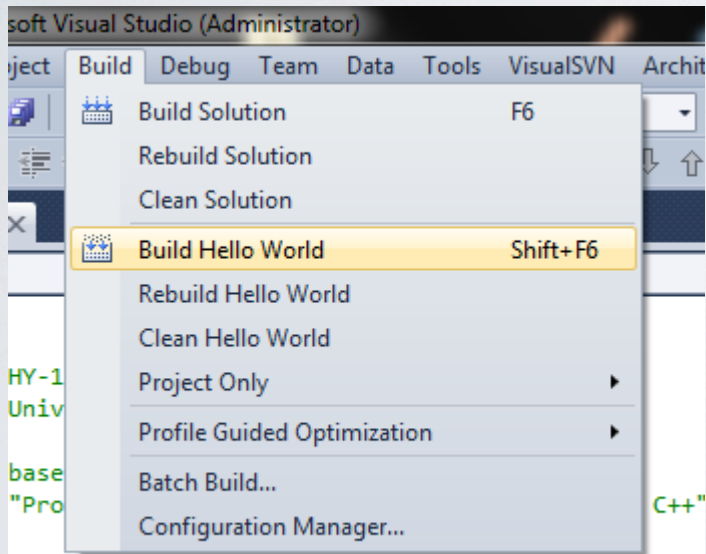 soft Visual Studio (Administrator)
ject Build Debug Team Data Tools VisualSVN Archit
Build Solution F6
Rebuild Solution
Clean Solution
Build Hello World Shift+F6
Rebuild Hello World
Clean Hello World
HY-1
Project Only
Univ
Profile Guided Optimization
base
Batch Build...
"Pro C++"
Configuration Manager...